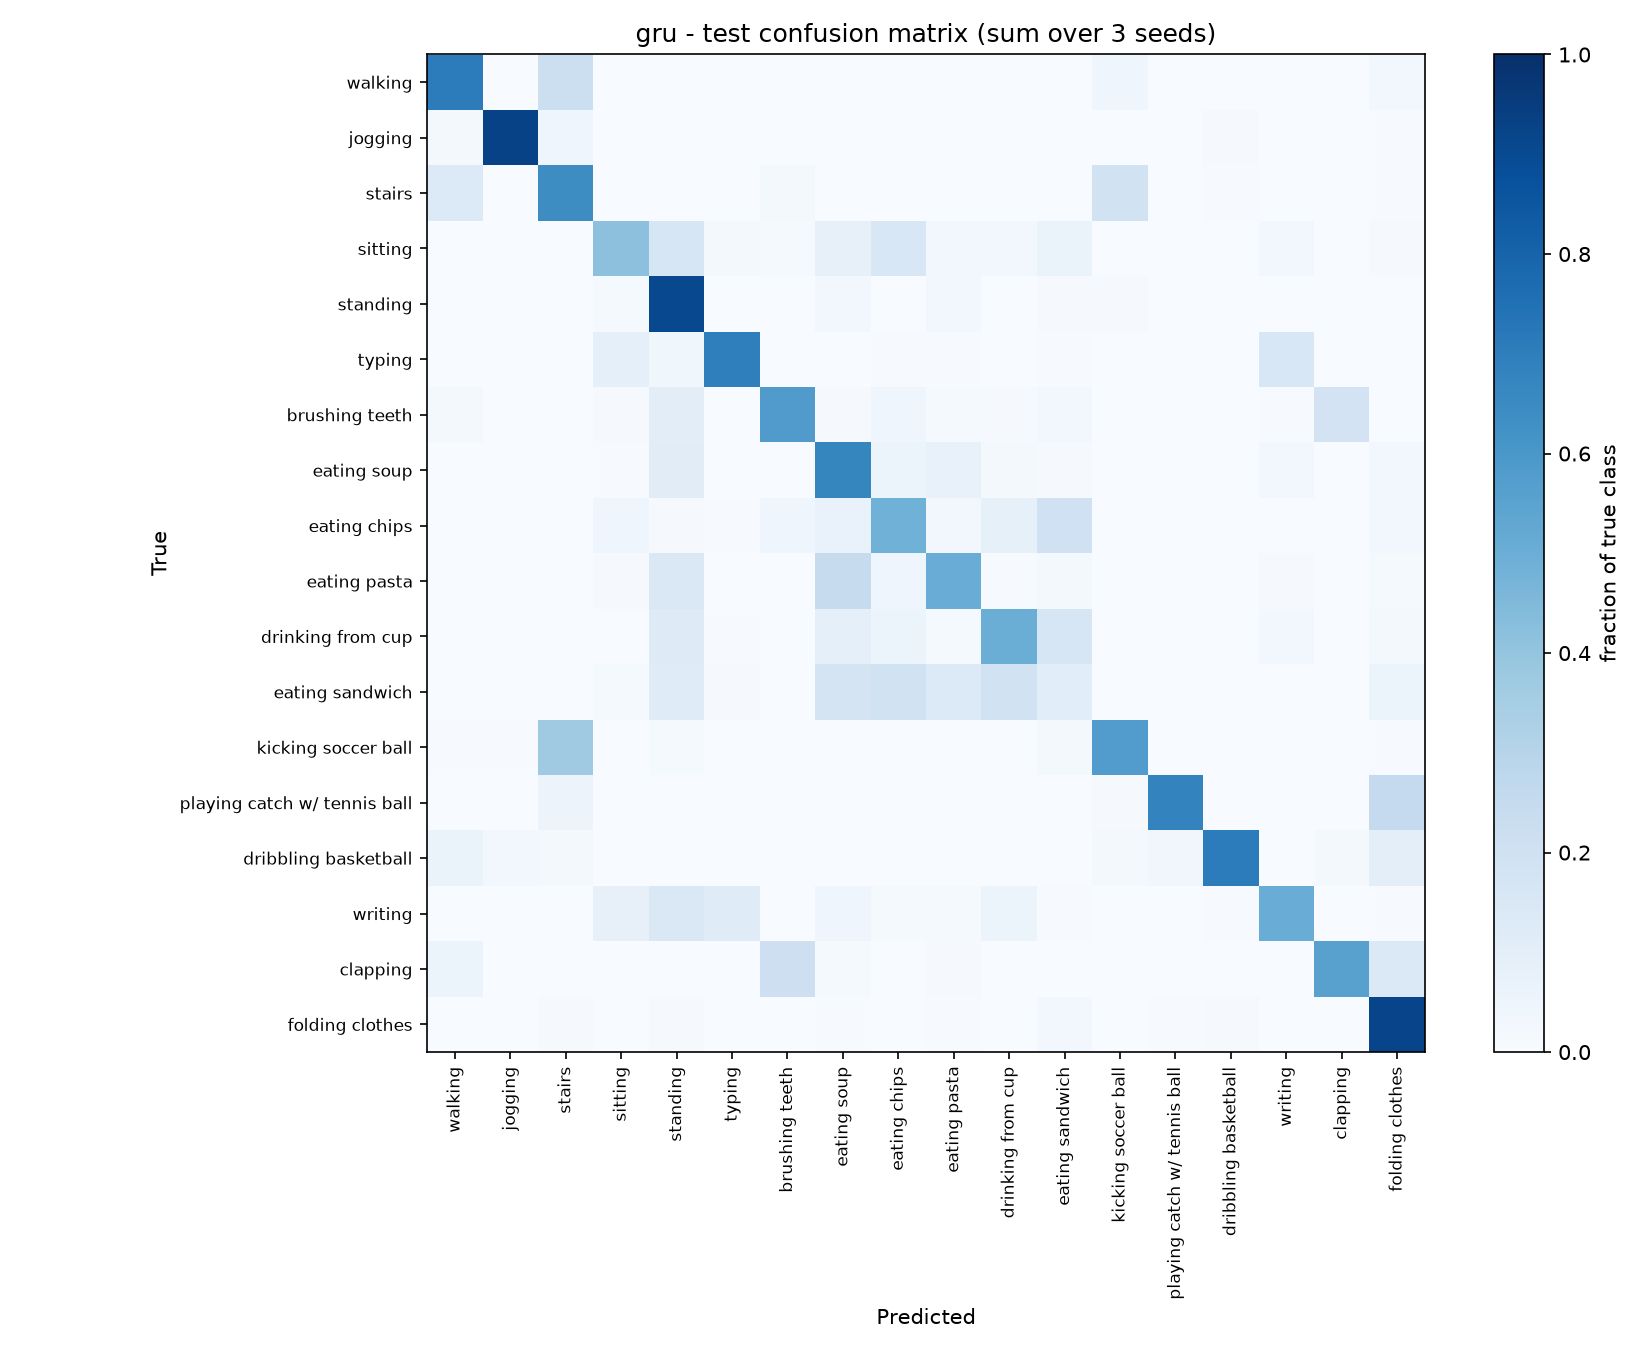 gru - test confusion matrix (sum over 3 seeds)
True
walking
jogging
stairs
sitting
standing
typing
brushing teeth
eating soup
eating chips
eating pasta
drinking from cup
eating sandwich
kicking soccer ball
playing catch w/ tennis ball
dribbling basketball
writing
clapping
folding clothes
walking
jogging
stairs
sitting
standing
typing
brushing teeth
eating soup
eating chips
eating pasta
drinking from cup
eating sandwich
kicking soccer ball
playing catch w/ tennis ball
dribbling basketball
writing
clapping
folding clothes
Predicted
1.0
0.8
0.6
0.4
0.2
0.0
fraction of true class